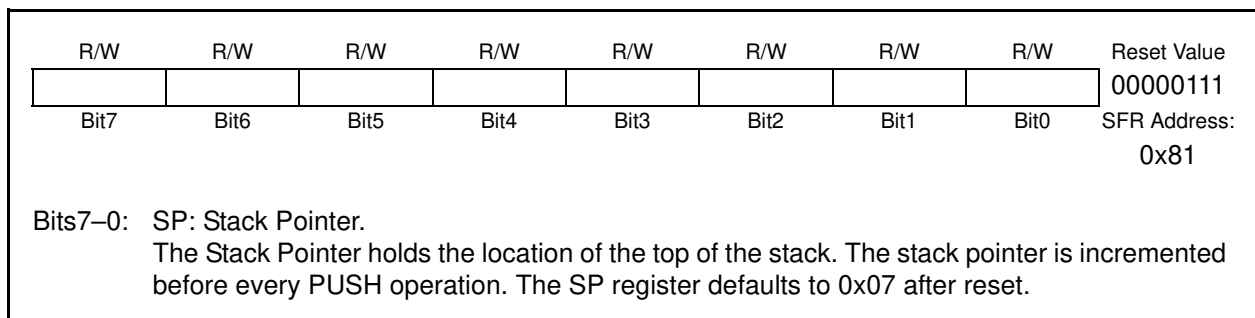 R/W R/W R/W R/W R/W R/W R/W R/W Reset Value
00000111
Bit7 Bit6 Bit5 Bit4 Bit3 Bit2 Bit1 Bit0 SFR Address:
0x81
Bits7–0: SP: Stack Pointer.
The Stack Pointer holds the location of the top of the stack. The stack pointer is incremented
before every PUSH operation. The SP register defaults to 0x07 after reset.